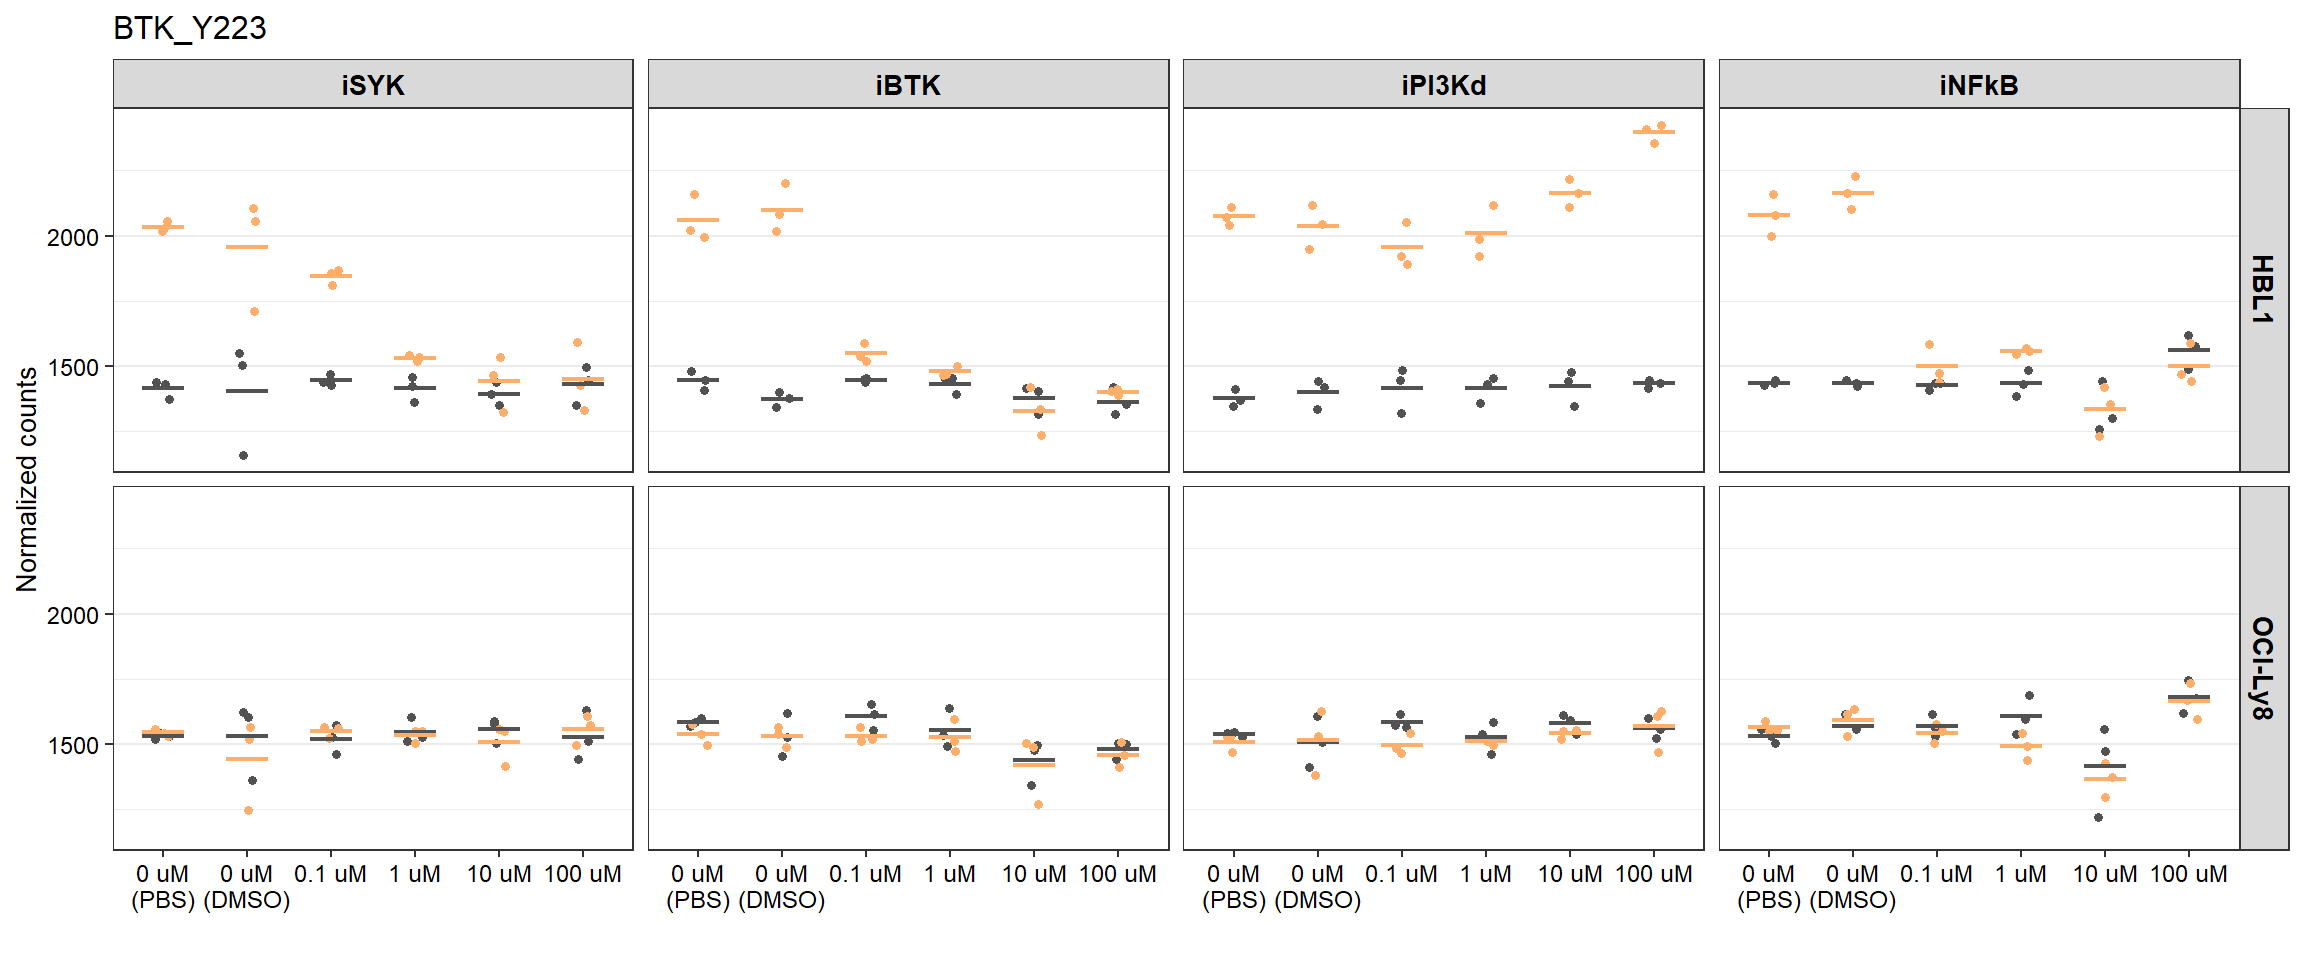 BTK_Y223
iSYK
iBTK
iPI3Kd
iNFkB
Normalized counts
2000
1500
HBL1
2000
1500
OCI-Ly8
0 uM 0 uM 0.1 uM 1 uM 10 uM 100 uM
(PBS) (DMSO)
0 uM 0 uM 0.1 uM 1 uM 10 uM 100 uM
(PBS) (DMSO)
0 uM 0 uM 0.1 uM 1 uM 10 uM 100 uM
(PBS) (DMSO)
0 uM 0 uM 0.1 uM 1 uM 10 uM 100 uM
(PBS) (DMSO)